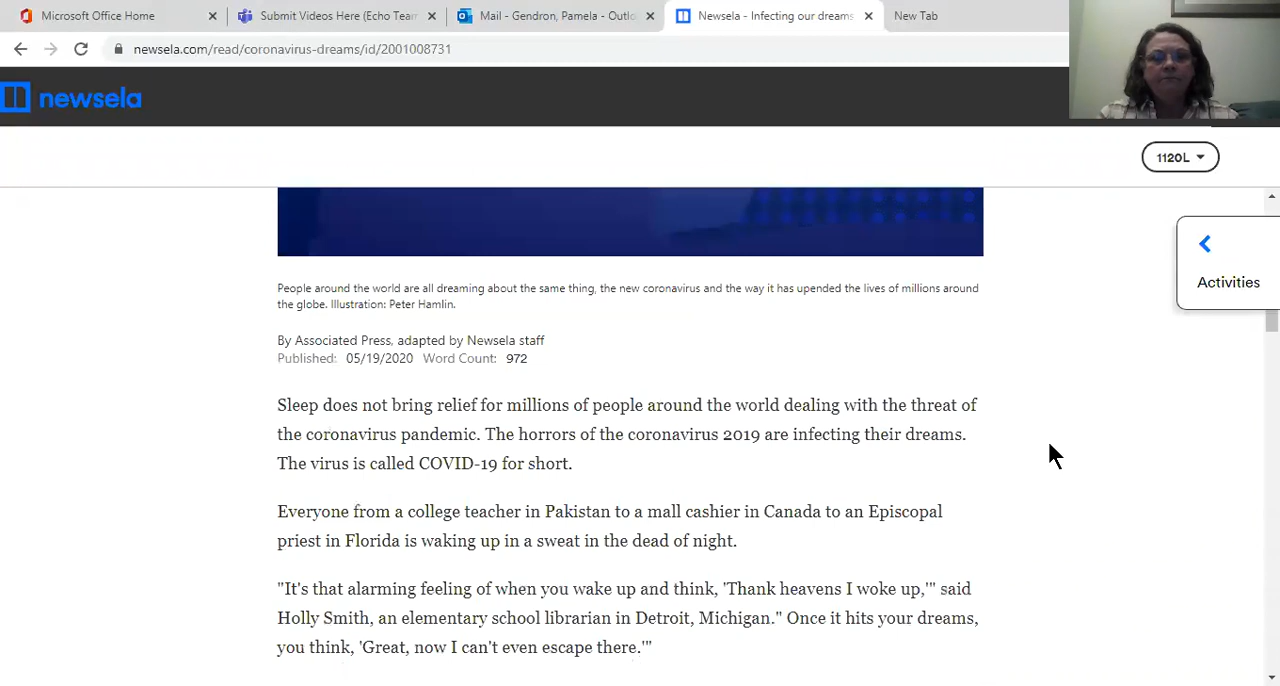 Microsoft Office Home
Submit Videos Here (Echo Team
Mail - Gendron, Pamela - Outlo
Newsela - Infecting our dreams
New Tab
newsela.com/read/coronavirus-dreams/id/2001008731
newsela
1120L
Activities
People around the world are all dreaming about the same thing, the new coronavirus and the way it has upended the lives of millions around
the globe. Illustration: Peter Hamlin.
By Associated Press, adapted by Newsela staff
Published: 05/19/2020 Word Count: 972
Sleep does not bring relief for millions of people around the world dealing with the threat of
the coronavirus pandemic. The horrors of the coronavirus 2019 are infecting their dreams.
The virus is called COVID-19 for short.
Everyone from a college teacher in Pakistan to a mall cashier in Canada to an Episcopal
priest in Florida is waking up in a sweat in the dead of night.
"It's that alarming feeling of when you wake up and think, 'Thank heavens I woke up,'" said
Holly Smith, an elementary school librarian in Detroit, Michigan." Once it hits your dreams,
you think, 'Great, now I can't even escape there.'"